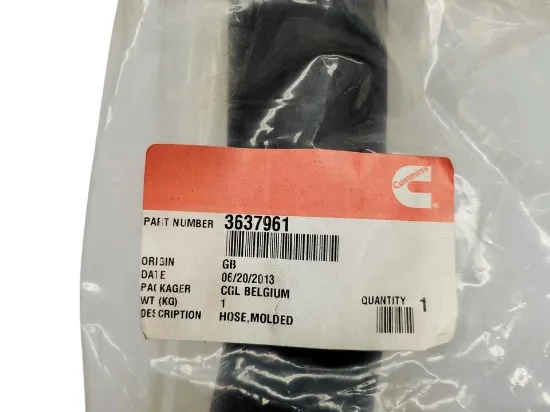 Cummins
PART NUMBER 3637961
ORIGIN GB
DATE 06/20/2013
PACKAGER CGL BELGIUM
WT (KG) 1
QUANTITY 1
DESCRIPTION HOSE,MOLDED